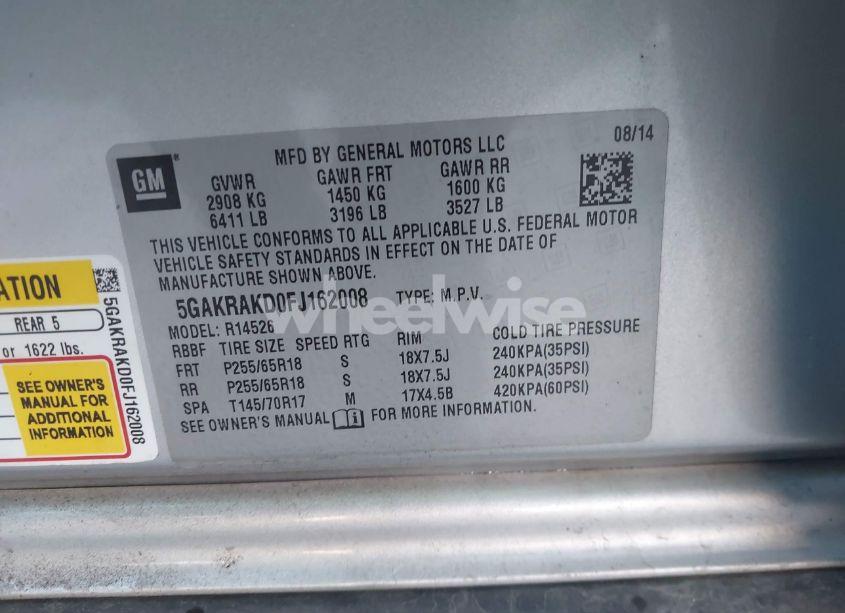 08/14
MFD BY GENERAL MOTORS LLC
GM
GVWR GAWR FRT GAWR RR
2908 KG 1450 KG 1600 KG
6411 LB 3196 LB 3527 LB
THIS VEHICLE CONFORMS TO ALL APPLICABLE U.S. FEDERAL MOTOR
VEHICLE SAFETY STANDARDS IN EFFECT ON THE DATE OF
MANUFACTURE SHOWN ABOVE.
5GAKRAKD0FJ162008 TYPE: M.P.V.
wheelwise
MODEL: R14526
RBBF TIRE SIZE SPEED RTG RIM COLD TIRE PRESSURE
FRT P255/65R18 S 18X7.5J 240KPA(35PSI)
RR P255/65R18 S 18X7.5J 240KPA(35PSI)
SPA T145/70R17 M 17X4.5B 420KPA(60PSI)
SEE OWNER'S MANUAL FOR MORE INFORMATION.
REAR 5
or 1622 lbs.
SEE OWNER'S
MANUAL FOR
ADDITIONAL
INFORMATION
5GAKRAKD0FJ162008